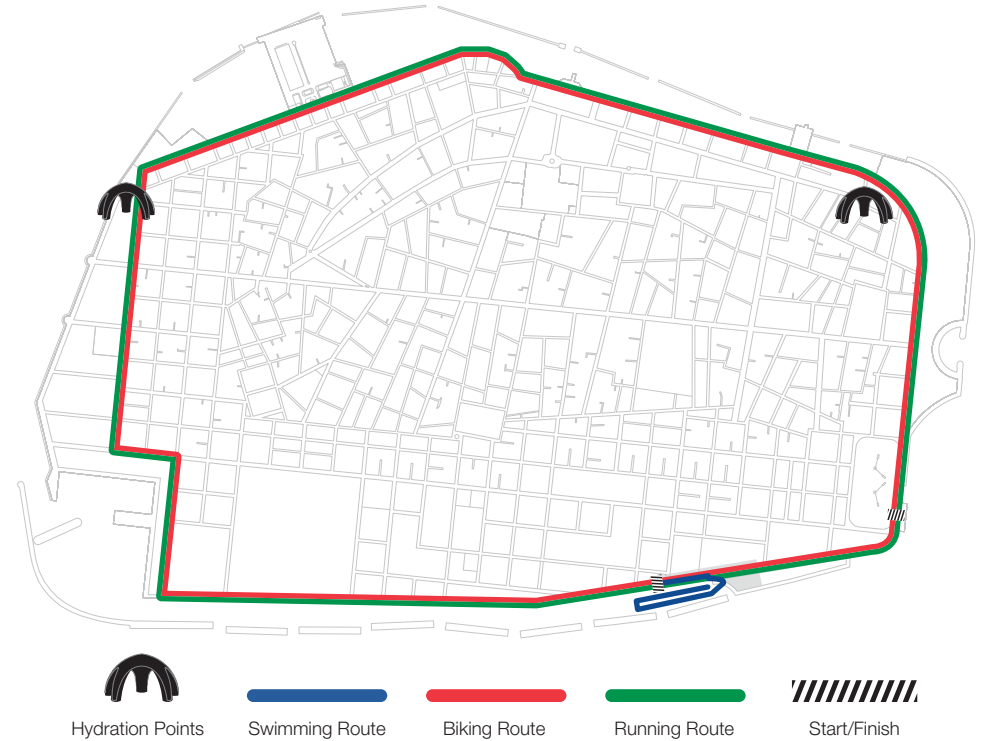 Hydration Points
Swimming Route
Biking Route
Running Route
Start/Finish